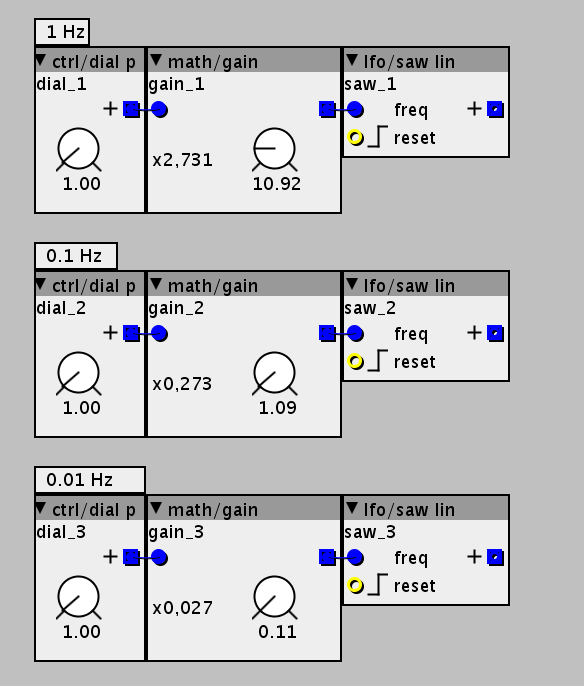 1 Hz
ctrl/dial p math/gain lfo/saw lin
dial_1 gain_1 saw_1
+ freq +
reset
x2,731
1.00 10.92
0.1 Hz
ctrl/dial p math/gain lfo/saw lin
dial_2 gain_2 saw_2
+ freq +
reset
x0,273
1.00 1.09
0.01 Hz
ctrl/dial p math/gain lfo/saw lin
dial_3 gain_3 saw_3
+ freq +
reset
x0,027
1.00 0.11